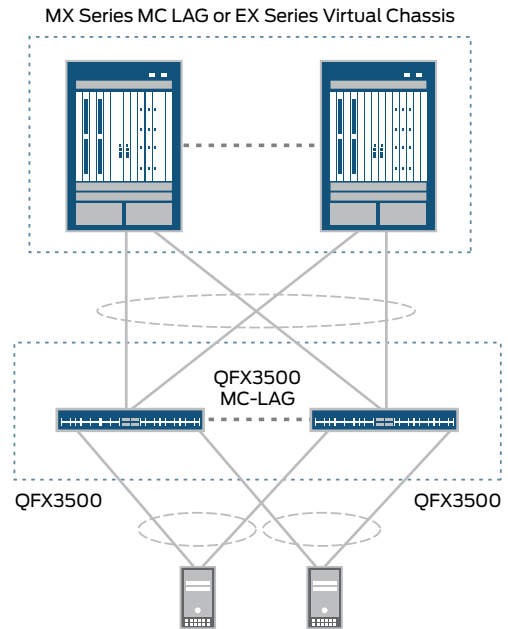 MX Series MC LAG or EX Series Virtual Chassis
QFX3500
MC-LAG
QFX3500
QFX3500